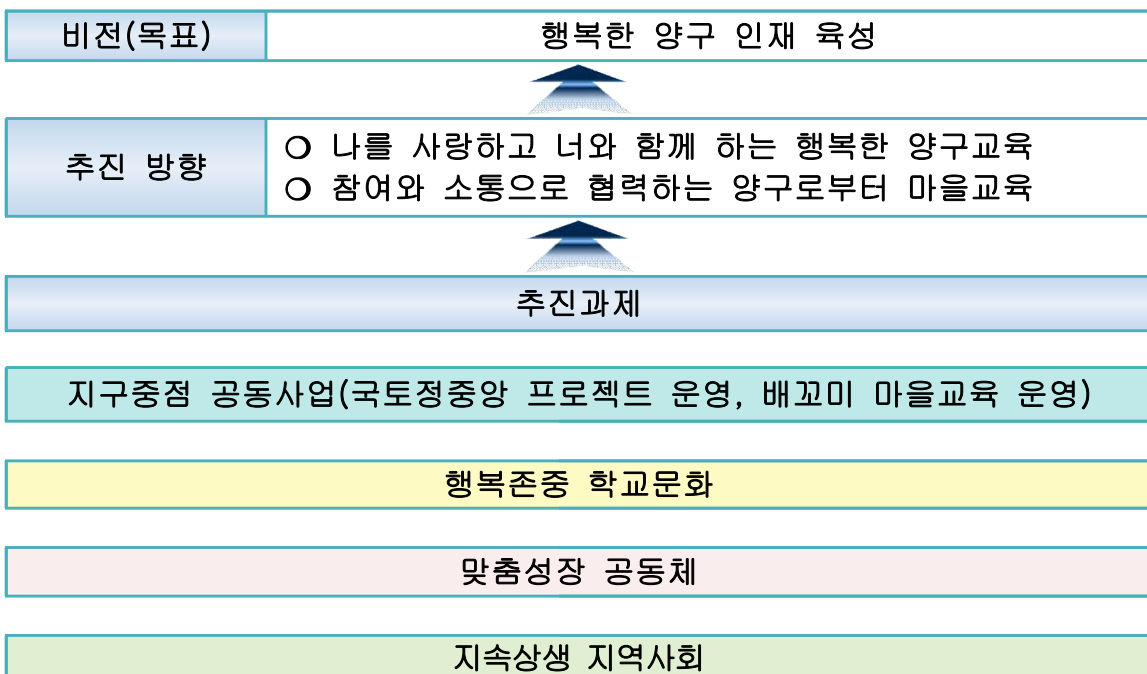 비전(목표)
행복한 양구 인재 육성
추진 방향
❍ 나를 사랑하고 너와 함께 하는 행복한 양구교육
❍ 참여와 소통으로 협력하는 양구로부터 마을교육
추진과제
지구중점 공동사업(국토정중앙 프로젝트 운영, 배꼬미 마을교육 운영)
행복존중 학교문화
맞춤성장 공동체
지속상생 지역사회